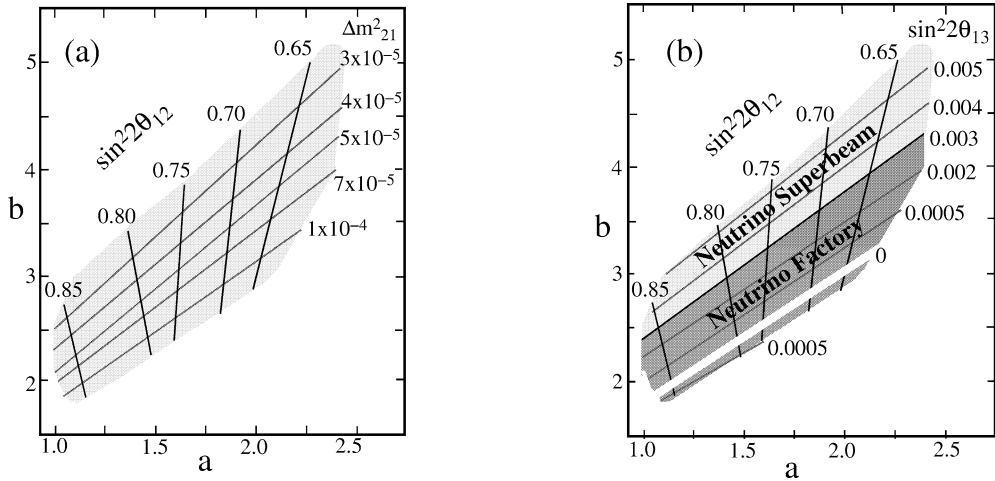 (a)
Δm²₂₁
0.65
3x10⁻⁵
5
0.70
4x10⁻⁵
sin²2θ₁₂
5x10⁻⁵
0.75
4
7x10⁻⁵
b
0.80
1x10⁻⁴
3
0.85
2
1.0 1.5 2.0 2.5
a
(b)
sin²2θ₁₃
0.65
5
0.005
0.70
0.004
sin²2θ₁₂
0.003
0.75
4
0.002
Neutrino Superbeam
b
0.80
0.0005
Neutrino Factory
0
3
0.85
0.0005
2
1.0 1.5 2.0 2.5
a